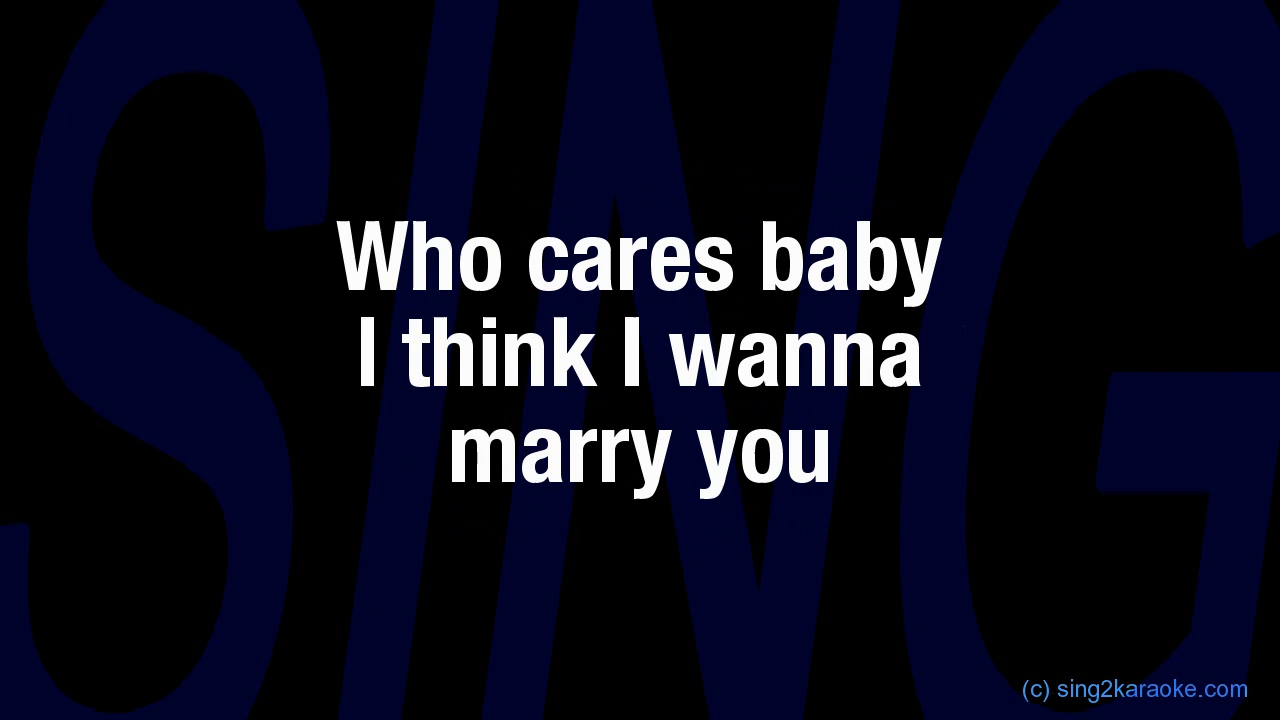 SING
Who cares baby
I think I wanna
marry you
(c) sing2karaoke.com